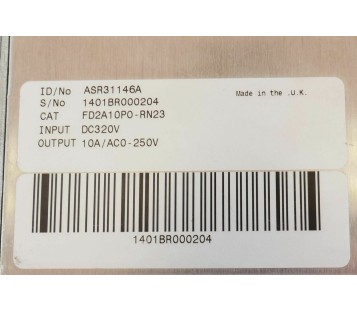 ID/No ASR31146A
Made in the .U.K.
S/No 1401BR000204
CAT FD2A10P0-RN23
INPUT DC320V
OUTPUT 10A/AC0-250V
1401BR000204